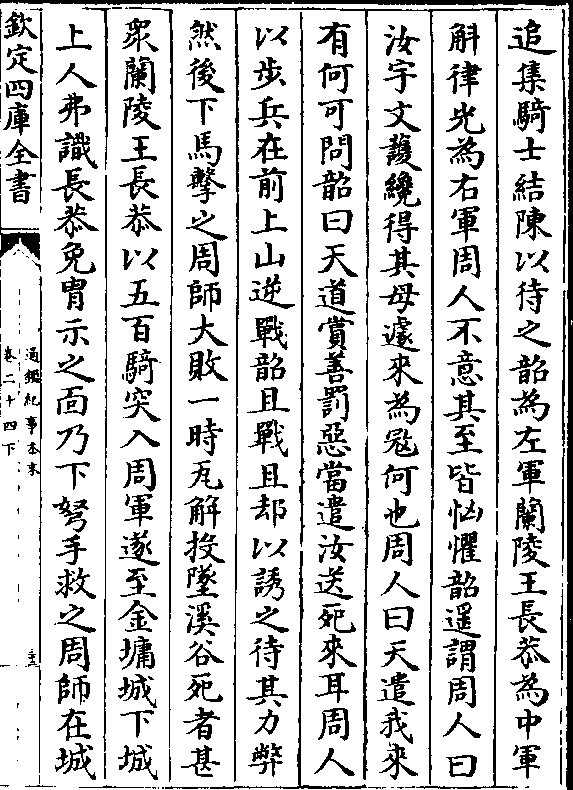 追集騎士結陳以待之韶為左軍蘭陵王長恭為中軍
斛律光為右軍周人不意其至皆恟懼韶遥謂周人曰
汝宇文護纔得其母遽來為冦何也周人曰天遣我來
有何可問韶曰天道賞善罰惡當遣汝送死來耳周人
以步兵在前上山逆戰韶且戰且却以誘之待其力弊
然後下馬擊之周師大敗一時瓦解投墜溪谷死者甚
衆蘭陵王長恭以五百騎突入周軍遂至金墉城下城
上人弗識長恭免胄示之面乃下弩手救之周師在城
欽定四庫全書
通鑑紀事本末
卷二十四下